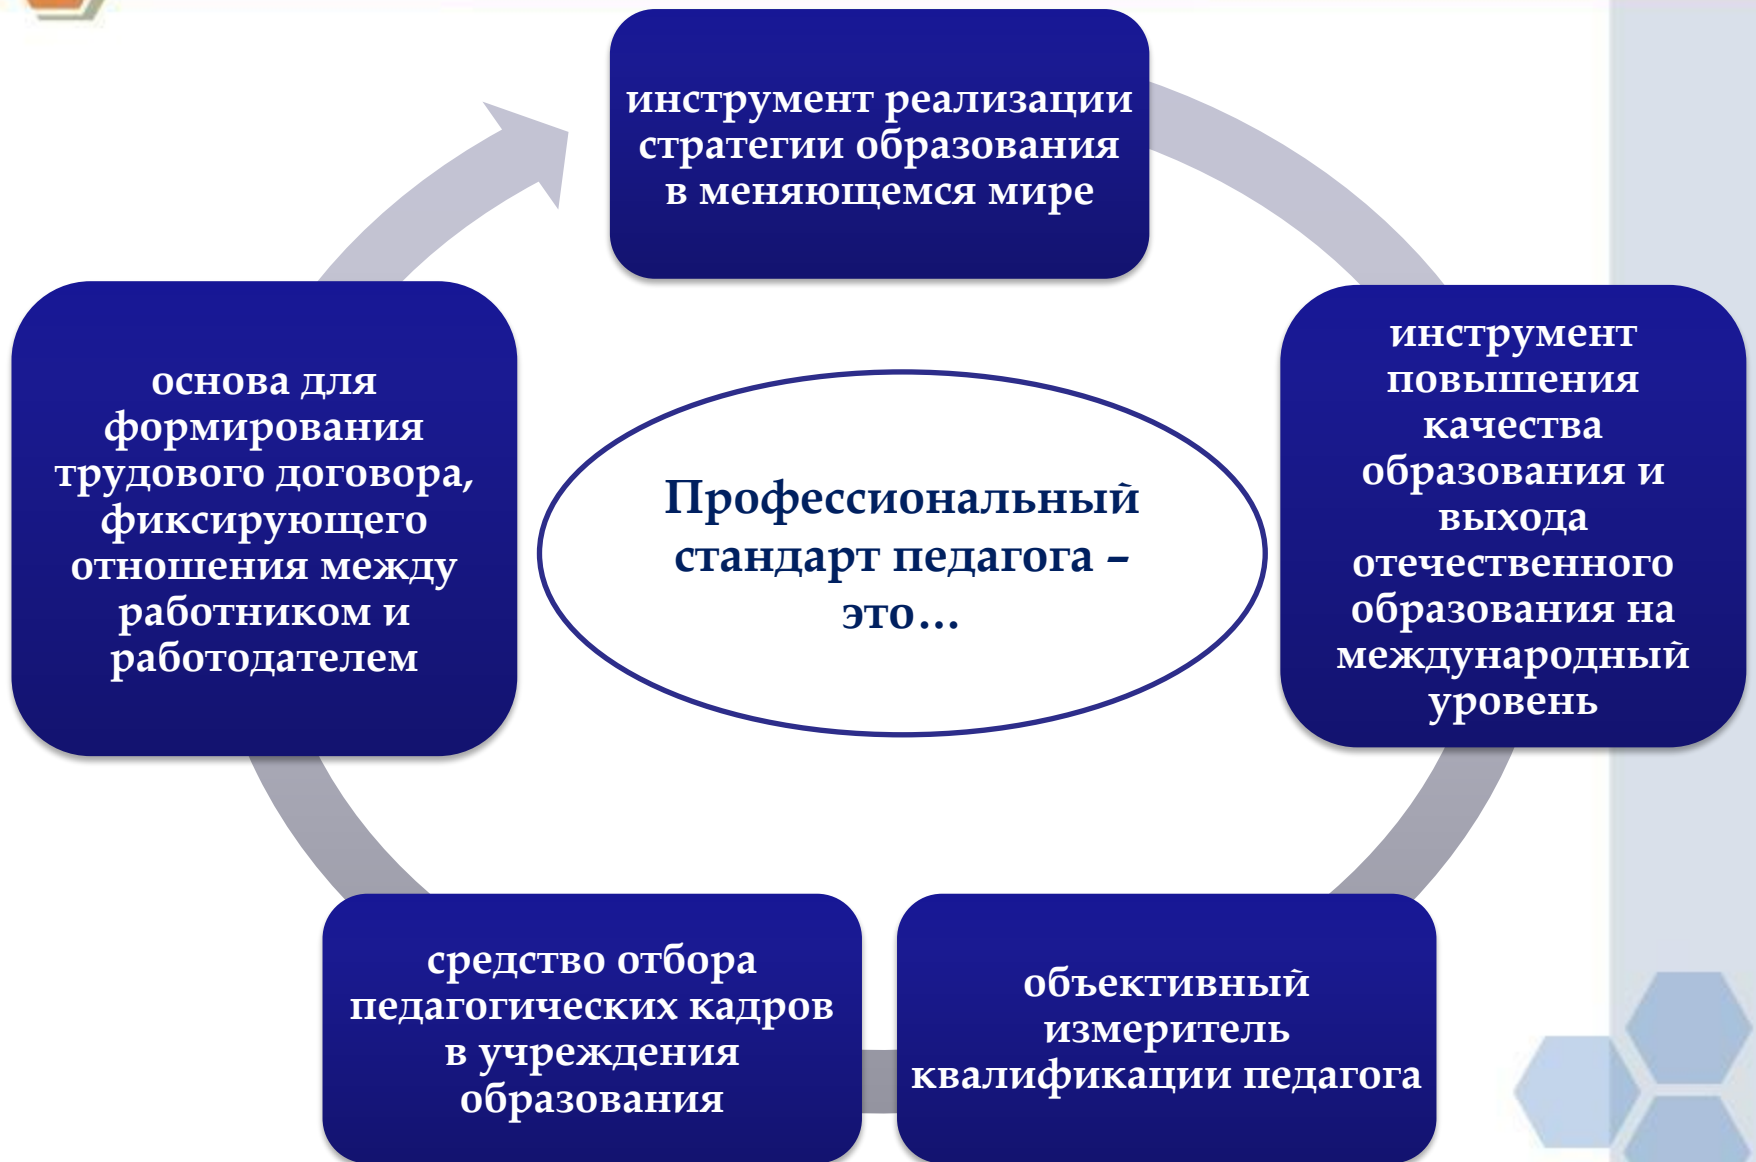 инструмент реализации
стратегии образования
в меняющемся мире
инструмент
повышения
качества
образования и
выхода
отечественного
образования на
международный
уровень
объективный
измеритель
квалификации педагога
средство отбора
педагогических кадров
в учреждения
образования
основа для
формирования
трудового договора,
фиксирующего
отношения между
работником и
работодателем
Профессиональный
стандарт педагога –
это…